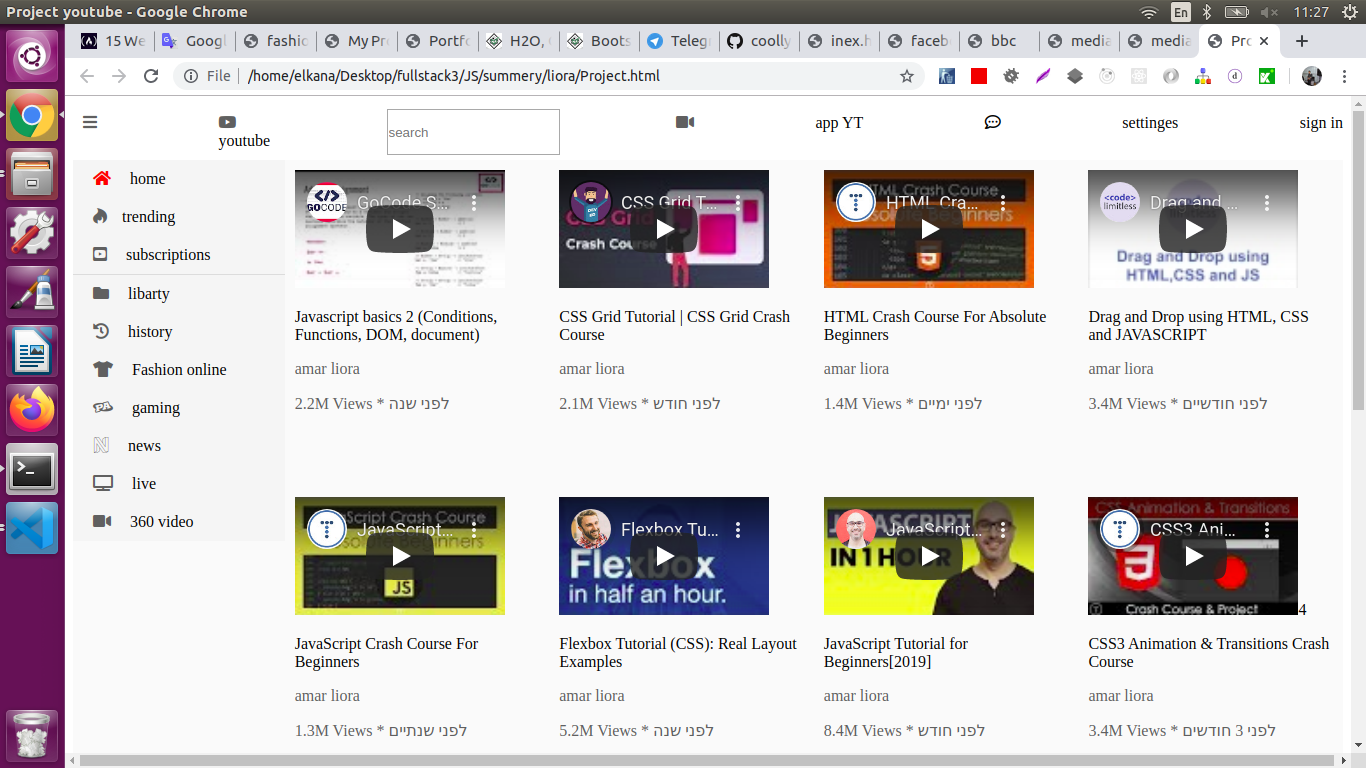 Project youtube - Google Chrome
En
11:27
15 We
Googl
fashic
My Pr
Portfo
H2O,
Boots
Telegr
coolly
inex.h
faceb
bbc
media
media
Pro
File
/home/elkana/Desktop/fullstack3/JS/summery/liora/Project.html
youtube
search
app YT
settinges
sign in
home
trending
subscriptions
libarty
history
Fashion online
gaming
news
live
360 video
GOCODE
GoCode S...
CSS Grid T...
Crash Course
HTML Cra...
HTML Crash Course
<code>
limitless
Drag and ...
Drag and Drop using
HTML,CSS and JS
Javascript basics 2 (Conditions,
Functions, DOM, document)
CSS Grid Tutorial | CSS Grid Crash
Course
HTML Crash Course For Absolute
Beginners
Drag and Drop using HTML, CSS
and JAVASCRIPT
amar liora
amar liora
amar liora
amar liora
2.2M Views * לפני שנה
2.1M Views * לפני חודש
1.4M Views * לפני ימיים
3.4M Views * לפני חודשיים
JavaScript...
JavaScript Crash Course
JS
Flexbox Tu...
Flexbox
in half an hour.
JavaScript...
JAVASCRIPT
IN 1 HOUR
CSS3 Ani...
CSS Animation & Transitions
Crash Course & Project
4
JavaScript Crash Course For
Beginners
Flexbox Tutorial (CSS): Real Layout
Examples
JavaScript Tutorial for
Beginners[2019]
CSS3 Animation & Transitions Crash
Course
amar liora
amar liora
amar liora
amar liora
1.3M Views * לפני שנתיים
5.2M Views * לפני שנה
8.4M Views * לפני חודש
3.4M Views * לפני 3 חודשים